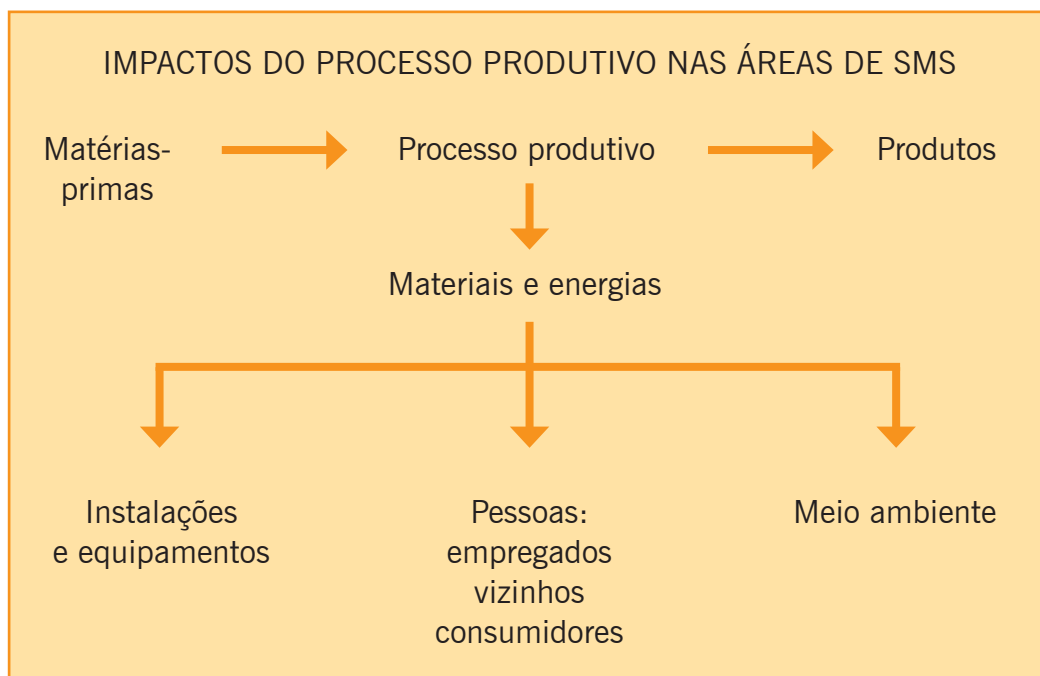 IMPACTOS DO PROCESSO PRODUTIVO NAS ÁREAS DE SMS
Matérias-
primas
Processo produtivo
Produtos
Materiais e energias
Instalações
e equipamentos
Pessoas:
empregados
vizinhos
consumidores
Meio ambiente